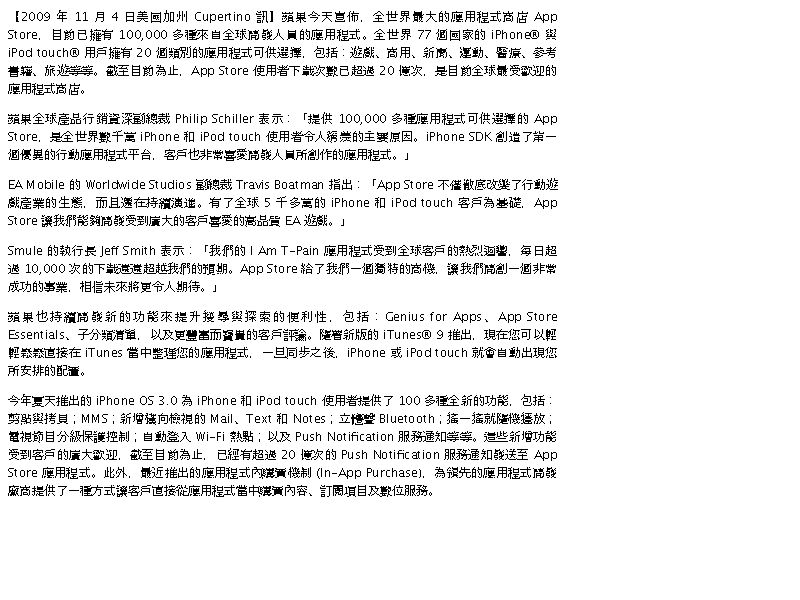 【2009 年 11 月 4 日美國加州 Cupertino 訊】蘋果今天宣佈，全世界最大的應用程式商店 App
Store，目前已擁有 100,000 多種來自全球開發人員的應用程式。全世界 77 個國家的 iPhone® 與
iPod touch® 用戶擁有 20 個類別的應用程式可供選擇，包括：遊戲、商用、新聞、運動、醫療、參考
書籍、旅遊等等。截至目前為止，App Store 使用者下載次數已超過 20 億次，是目前全球最受歡迎的
應用程式商店。
蘋果全球產品行銷資深副總裁 Philip Schiller 表示：「提供 100,000 多種應用程式可供選擇的 App
Store，是全世界數千萬 iPhone 和 iPod touch 使用者令人稱羨的主要原因。iPhone SDK 創造了第一
個優異的行動應用程式平台，客戶也非常喜愛開發人員所創作的應用程式。」
EA Mobile 的 Worldwide Studios 副總裁 Travis Boatman 指出：「App Store 不僅徹底改變了行動遊
戲產業的生態，而且還在持續演進。有了全球 5 千多萬的 iPhone 和 iPod touch 客戶為基礎，App
Store 讓我們能夠開發受到廣大的客戶喜愛的高品質 EA 遊戲。」
Smule 的執行長 Jeff Smith 表示：「我們的 I Am T-Pain 應用程式受到全球客戶的熱烈迴響，每日超
過 10,000 次的下載遠遠超越我們的預期。App Store 給了我們一個獨特的商機，讓我們開創一個非常
成功的事業，相信未來將更令人期待。」
蘋果也持續開發新的功能來提升搜尋與探索的便利性，包括：Genius for Apps、App Store
Essentials、子分類清單，以及更豐富而寶貴的客戶評論。隨著新版的 iTunes® 9 推出，現在您可以輕
輕鬆鬆直接在 iTunes 當中整理您的應用程式，一旦同步之後，iPhone 或 iPod touch 就會自動出現您
所安排的配置。
今年夏天推出的 iPhone OS 3.0 為 iPhone 和 iPod touch 使用者提供了 100 多種全新的功能，包括：
剪貼與拷貝；MMS；新增橫向檢視的 Mail、Text 和 Notes；立體聲 Bluetooth；搖一搖就隨機播放；
電視節目分級保護控制；自動登入 Wi-Fi 熱點；以及 Push Notification 服務通知等等。這些新增功能
受到客戶的廣大歡迎，截至目前為止，已經有超過 20 億次的 Push Notification 服務通知發送至 App
Store 應用程式。此外，最近推出的應用程式內購買機制 (In-App Purchase)，為領先的應用程式開發
廠商提供了一種方式讓客戶直接從應用程式當中購買內容、訂閱項目及數位服務。